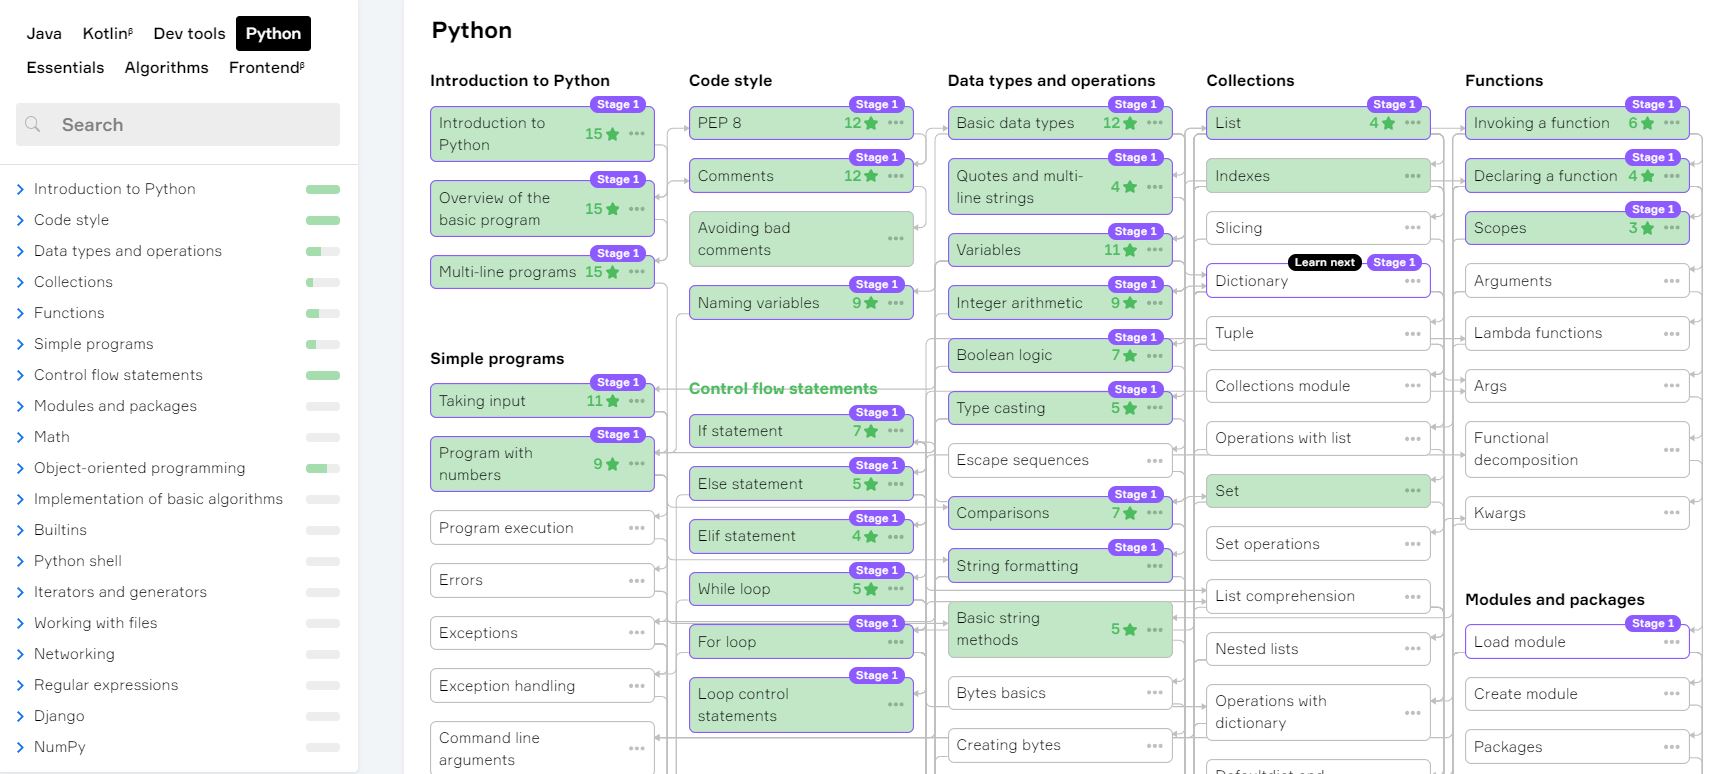 Java Kotlinᵝ Dev tools Python
Essentials Algorithms Frontendᵝ
Search
Introduction to Python
Code style
Data types and operations
Collections
Functions
Simple programs
Control flow statements
Modules and packages
Math
Object-oriented programming
Implementation of basic algorithms
Builtins
Python shell
Iterators and generators
Working with files
Networking
Regular expressions
Django
NumPy
Python
Introduction to Python
Stage 1
Introduction to
Python
15
Stage 1
Overview of the
basic program
15
Stage 1
Multi-line programs 15
Simple programs
Stage 1
Taking input 11
Stage 1
Program with
numbers
9
Program execution
Errors
Exceptions
Exception handling
Command line
arguments
Code style
Stage 1
PEP 8 12
Stage 1
Comments 12
Avoiding bad
comments
Stage 1
Naming variables 9
Control flow statements
Stage 1
If statement 7
Stage 1
Else statement 5
Stage 1
Elif statement 4
Stage 1
While loop 5
Stage 1
For loop
Stage 1
Loop control
statements
Data types and operations
Stage 1
Basic data types 12
Stage 1
Quotes and multi-
line strings
4
Stage 1
Variables 11
Stage 1
Integer arithmetic 9
Stage 1
Boolean logic 7
Stage 1
Type casting 5
Escape sequences
Stage 1
Comparisons 7
Stage 1
String formatting
Basic string
methods
5
Bytes basics
Creating bytes
Collections
Stage 1
List 4
Indexes
Slicing
Learn next Stage 1
Dictionary
Tuple
Collections module
Operations with list
Set
Set operations
List comprehension
Nested lists
Operations with
dictionary
Defaultdict and
Functions
Stage 1
Invoking a function 6
Stage 1
Declaring a function 4
Stage 1
Scopes 3
Arguments
Lambda functions
Args
Functional
decomposition
Kwargs
Modules and packages
Stage 1
Load module
Create module
Packages